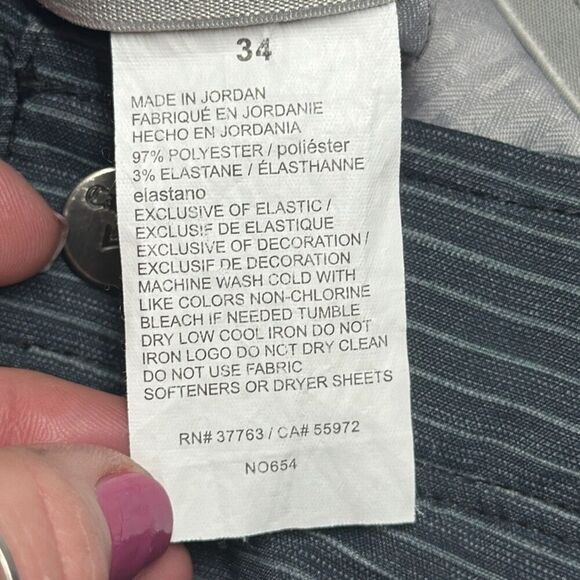 34
MADE IN JORDAN
FABRIQUÉ EN JORDANIE
HECHO EN JORDANIA
97% POLYESTER / poliéster
3% ELASTANE / ÉLASTHANNE
elastano
EXCLUSIVE OF ELASTIC /
EXCLUSIF DE ELASTIQUE
EXCLUSIVE OF DECORATION /
EXCLUSIF DE DECORATION
MACHINE WASH COLD WITH
LIKE COLORS NON-CHLORINE
BLEACH IF NEEDED TUMBLE
DRY LOW COOL IRON DO NOT
IRON LOGO DO NOT DRY CLEAN
DO NOT USE FABRIC
SOFTENERS OR DRYER SHEETS
RN# 37763 / CA# 55972
NO654